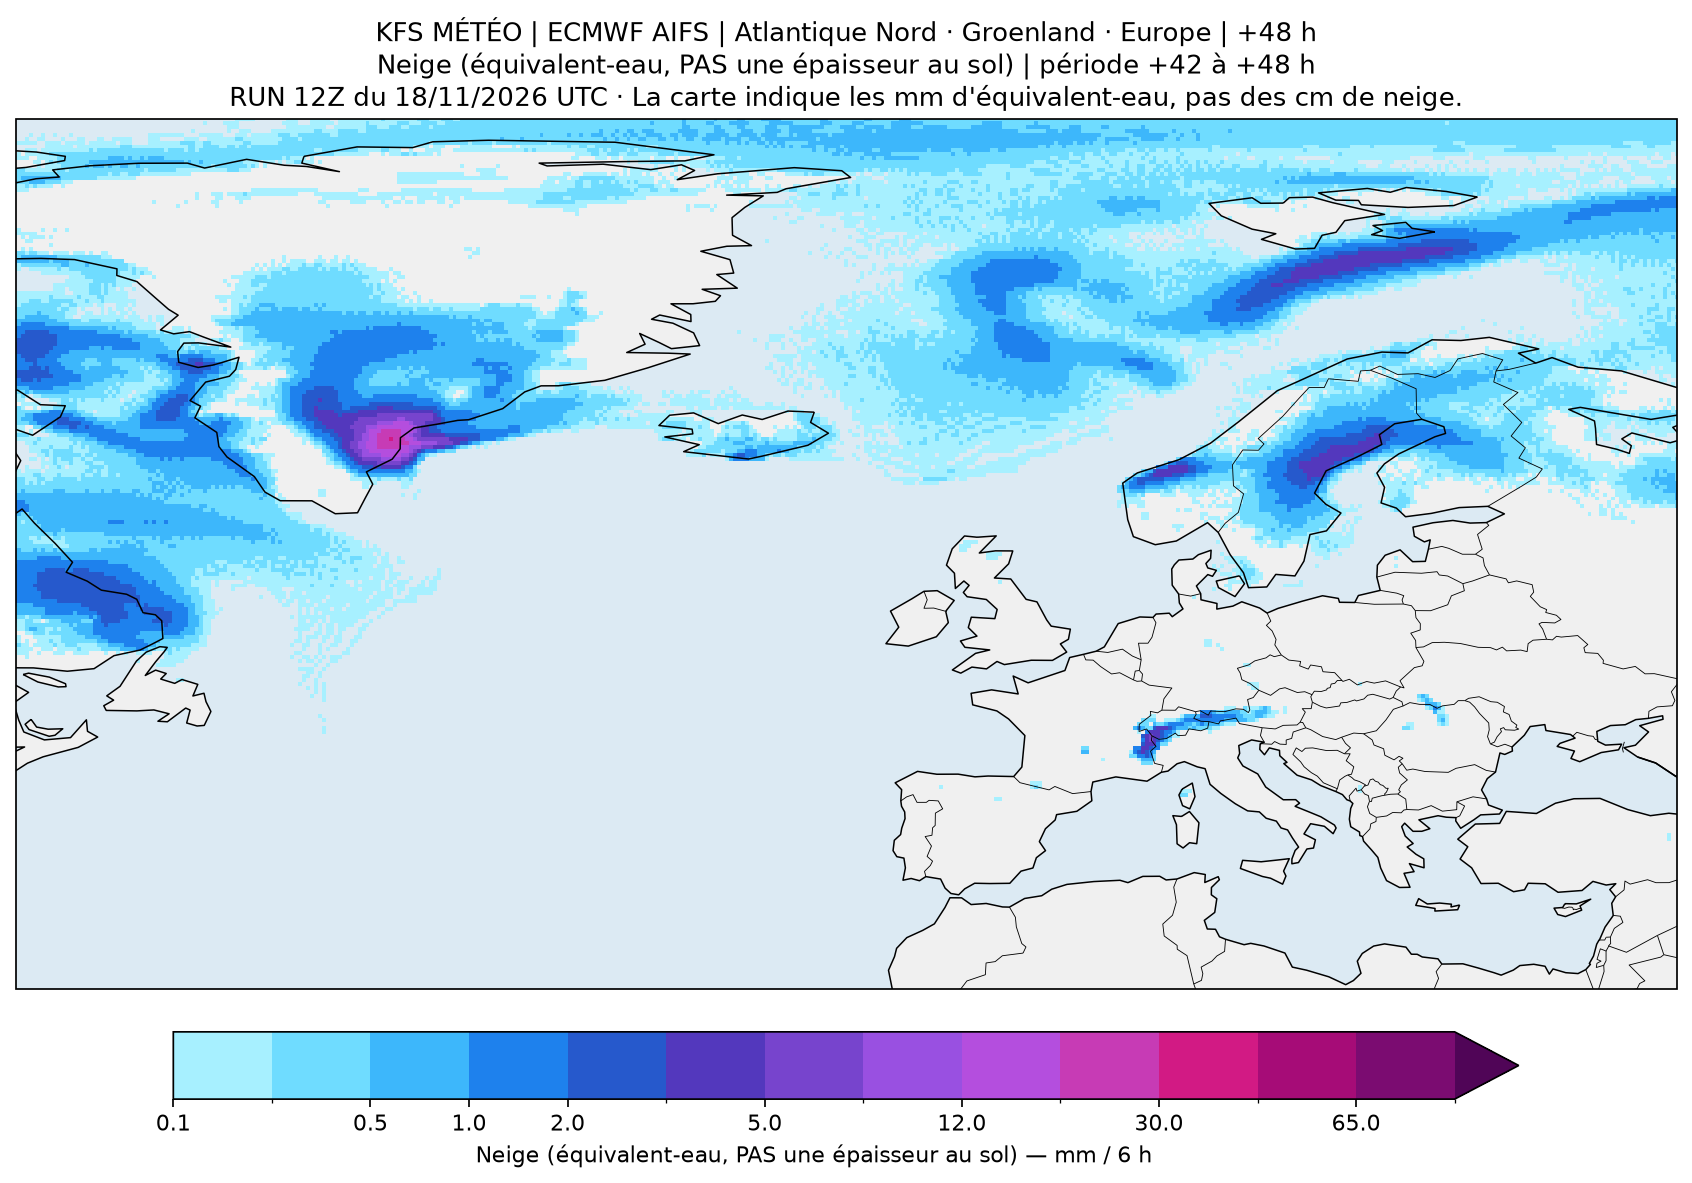 KFS MÉTÉO | ECMWF AIFS | Atlantique Nord · Groenland · Europe | +48 h
Neige (équivalent-eau, PAS une épaisseur au sol) | période +42 à +48 h
RUN 12Z du 18/11/2026 UTC · La carte indique les mm d'équivalent-eau, pas des cm de neige.
0.1 0.5 1.0 2.0 5.0 12.0 30.0 65.0
Neige (équivalent-eau, PAS une épaisseur au sol) — mm / 6 h